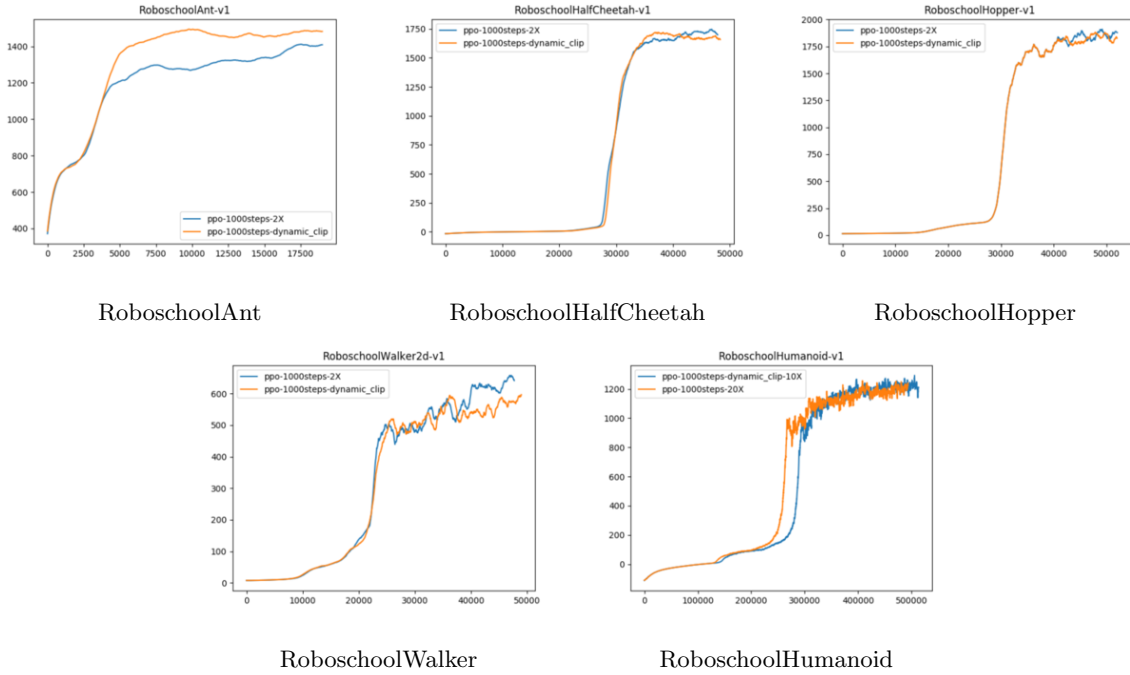 RoboschoolAnt-v1
1400
1200
1000
800
600
400
0 2500 5000 7500 10000 12500 15000 17500
ppo-1000steps-2X
ppo-1000steps-dynamic_clip
RoboschoolAnt
RoboschoolHalfCheetah-v1
ppo-1000steps-2X
ppo-1000steps-dynamic_clip
1750
1500
1250
1000
750
500
250
0
0 10000 20000 30000 40000 50000
RoboschoolHalfCheetah
RoboschoolHopper-v1
ppo-1000steps-2X
ppo-1000steps-dynamic_clip
2000
1750
1500
1250
1000
750
500
250
0
0 10000 20000 30000 40000 50000
RoboschoolHopper
RoboschoolWalker2d-v1
ppo-1000steps-2X
ppo-1000steps-dynamic_clip
600
500
400
300
200
100
0
0 10000 20000 30000 40000 50000
RoboschoolWalker
RoboschoolHumanoid-v1
ppo-1000steps-dynamic_clip-10X
ppo-1000steps-20X
1200
1000
800
600
400
200
0
0 100000 200000 300000 400000 500000
RoboschoolHumanoid